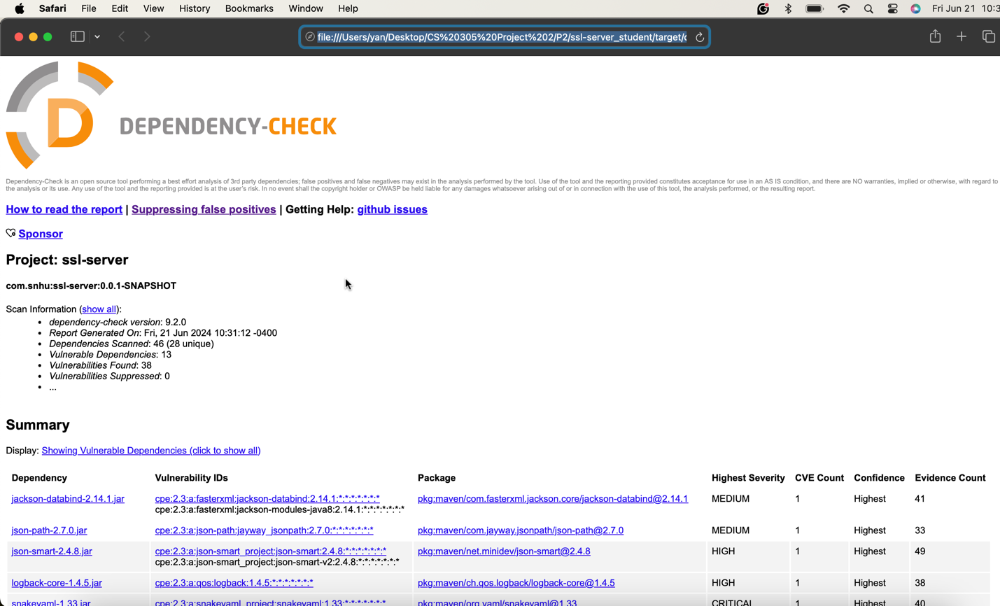 Safari File Edit View History Bookmarks Window Help Fri Jun 21 10:3
file:///Users/yan/Desktop/CS%20305%20Project%202/P2/ssl-server_student/target/
D
DEPENDENCY-CHECK
Dependency-Check is an open source tool performing a best effort analysis of 3rd party dependencies; false positives and false negatives may exist in the analysis performed by the tool. Use of the tool and the reporting provided constitutes acceptance for use in an AS IS condition, and there are NO warranties, implied or otherwise, with regard to
the analysis or its use. Any use of the tool and the reporting provided is at the user's risk. In no event shall the copyright holder or OWASP be held liable for any damages whatsoever arising out of or in connection with the use of this tool, the analysis performed, or the resulting report.
How to read the report | Suppressing false positives | Getting Help: github issues
Sponsor
Project: ssl-server
com.snhu:ssl-server:0.0.1-SNAPSHOT
Scan Information (show all):
• dependency-check version: 9.2.0
• Report Generated On: Fri, 21 Jun 2024 10:31:12 -0400
• Dependencies Scanned: 46 (28 unique)
• Vulnerable Dependencies: 13
• Vulnerabilities Found: 38
• Vulnerabilities Suppressed: 0
• ...
Summary
Display: Showing Vulnerable Dependencies (click to show all)
Dependency Vulnerability IDs Package Highest Severity CVE Count Confidence Evidence Count
jackson-databind-2.14.1.jar cpe:2.3:a:fasterxml:jackson-databind:2.14.1:*:*:*:*:*:*:* pkg:maven/com.fasterxml.jackson.core/jackson-databind@2.14.1 MEDIUM 1 Highest 41
cpe:2.3:a:fasterxml:jackson-modules-java8:2.14.1:*:*:*:*:*:*:*
json-path-2.7.0.jar cpe:2.3:a:json-path:jayway_jsonpath:2.7.0:*:*:*:*:*:*:* pkg:maven/com.jayway.jsonpath/json-path@2.7.0 MEDIUM 1 Highest 33
json-smart-2.4.8.jar cpe:2.3:a:json-smart_project:json-smart:2.4.8:*:*:*:*:*:*:* pkg:maven/net.minidev/json-smart@2.4.8 HIGH 1 Highest 49
cpe:2.3:a:json-smart_project:json-smart-v2:2.4.8:*:*:*:*:*:*:*
logback-core-1.4.5.jar cpe:2.3:a:qos:logback:1.4.5:*:*:*:*:*:*:* pkg:maven/ch.qos.logback/logback-core@1.4.5 HIGH 1 Highest 38
snakeyaml-1.33.jar cpe:2.3:a:snakeyaml_project:snakeyaml:1.33:*:*:*:*:*:*:* pkg:maven/org.yaml/snakeyaml@1.33 CRITICAL 1 Highest 40